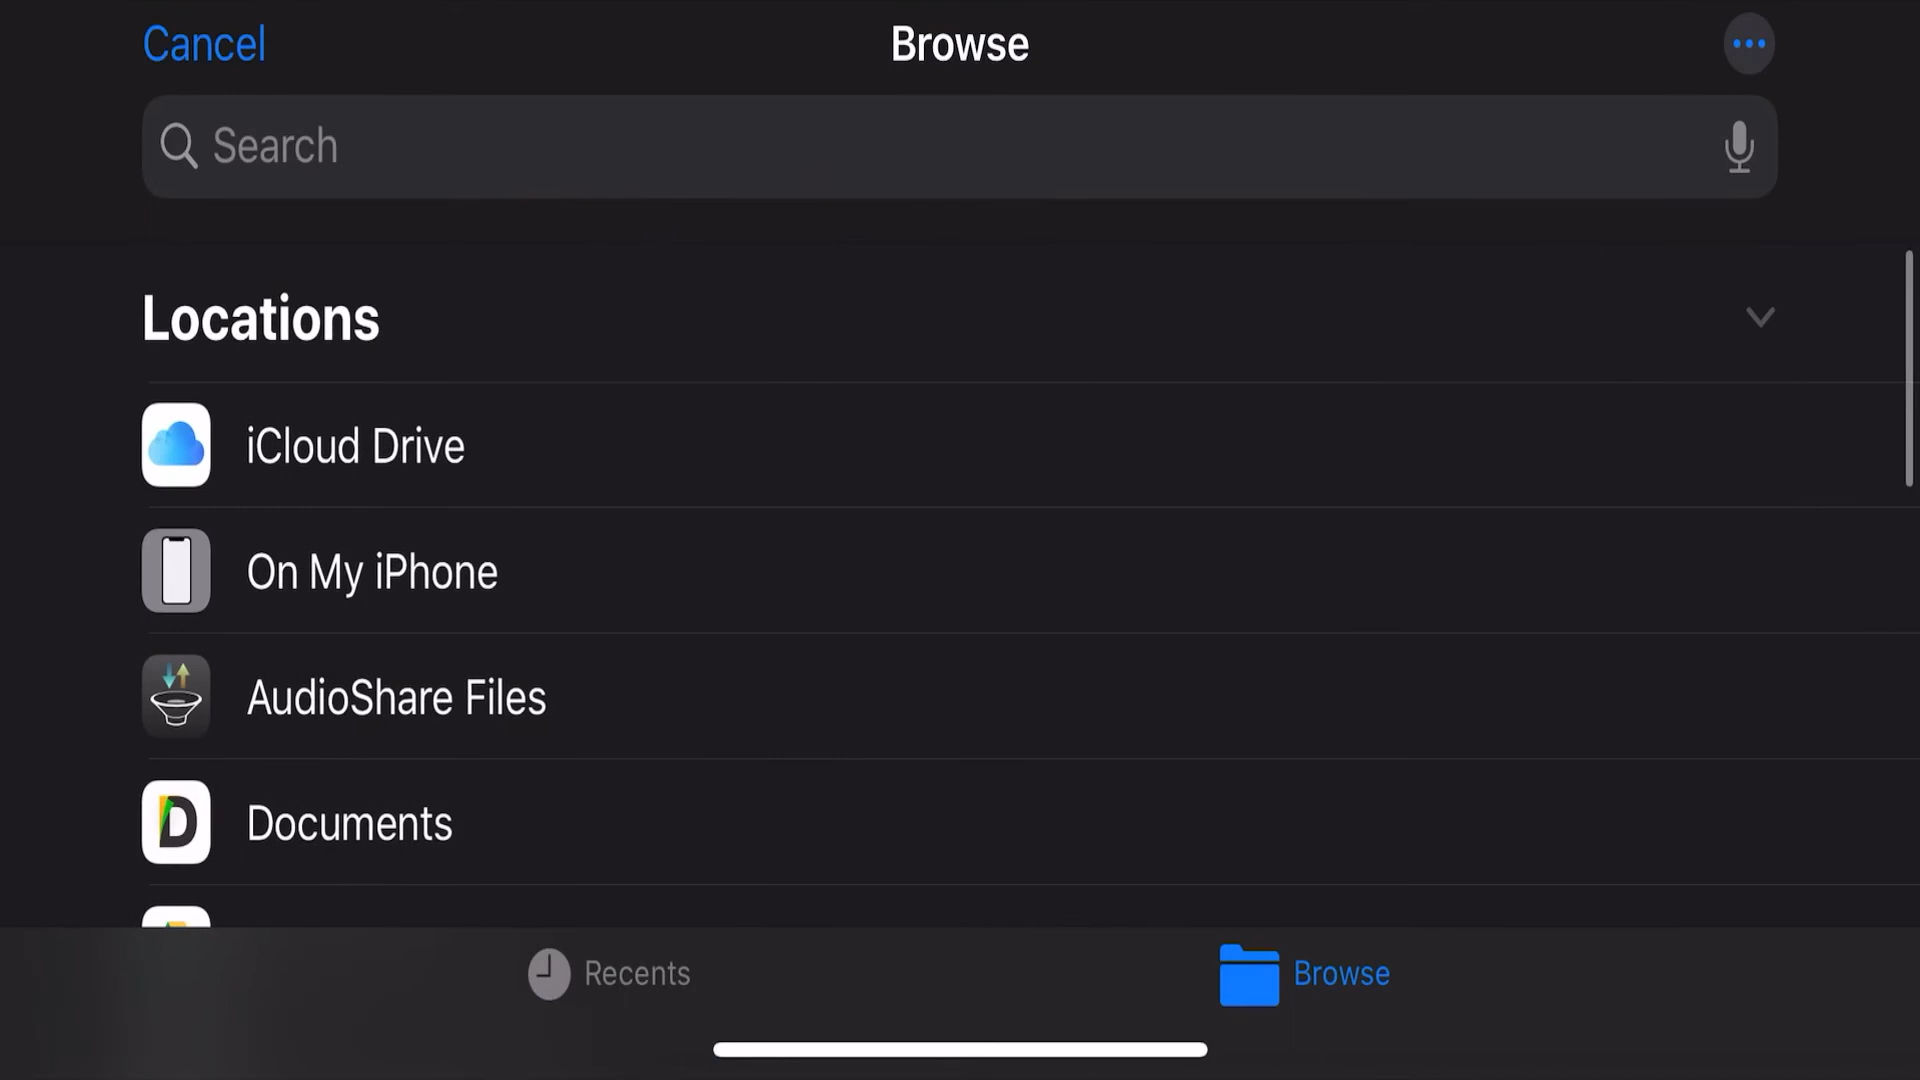 Cancel
Browse
Search
Locations
iCloud Drive
On My iPhone
AudioShare Files
Documents
Recents
Browse